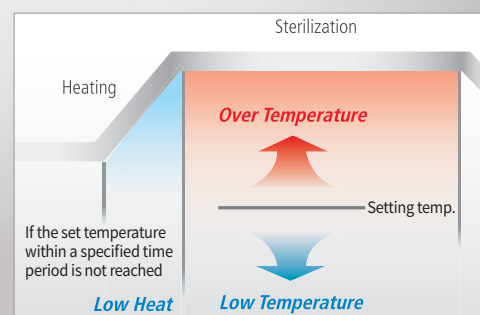 Sterilization
Heating
Over Temperature
Setting temp.
If the set temperature
within a specified time
period is not reached
Low Heat
Low Temperature